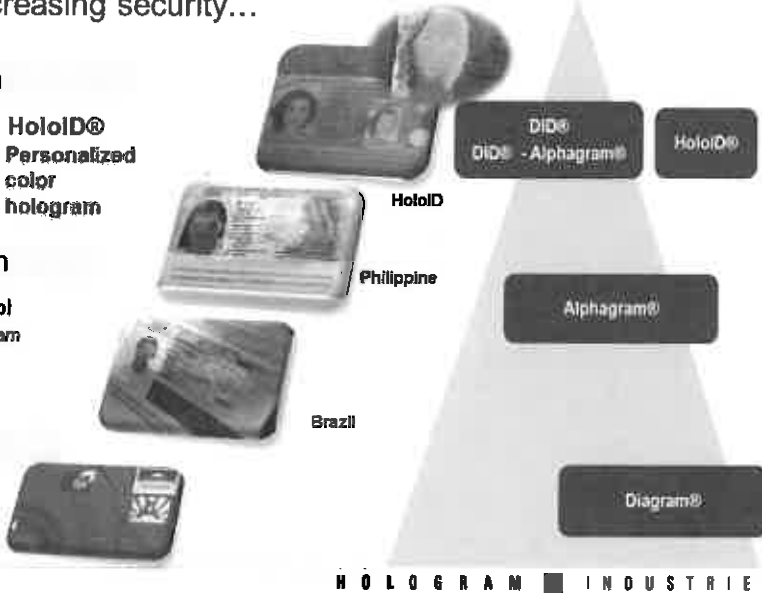 creasing security...
HoloID®
Personalized
color
hologram
HoloID
DID®
DID® - Alphagram®
HoloID®
Philippine
Alphagram®
Brazil
Diagram®
HOLOGRAM INDUSTRIE